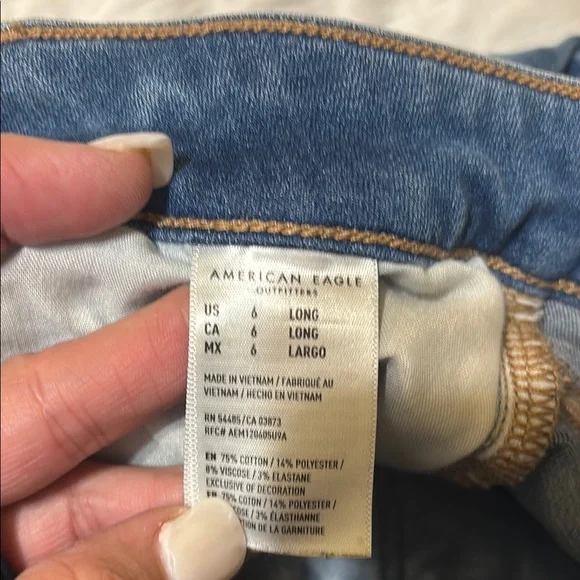 AMERICAN EAGLE
OUTFITTERS
US 6 LONG
CA 6 LONG
MX 6 LARGO
MADE IN VIETNAM / FABRIQUÉ AU
VIETNAM / HECHO EN VIETNAM
RN 54485/CA 03873
RFC# AEM120605U9A
EN 75% COTTON / 14% POLYESTER /
8% VISCOSE / 3% ELASTANE
EXCLUSIVE OF DECORATION
75% COTON / 14% POLYESTER /
VISCOSE / 3% ÉLASTHANNE
DE LA GARNITURE